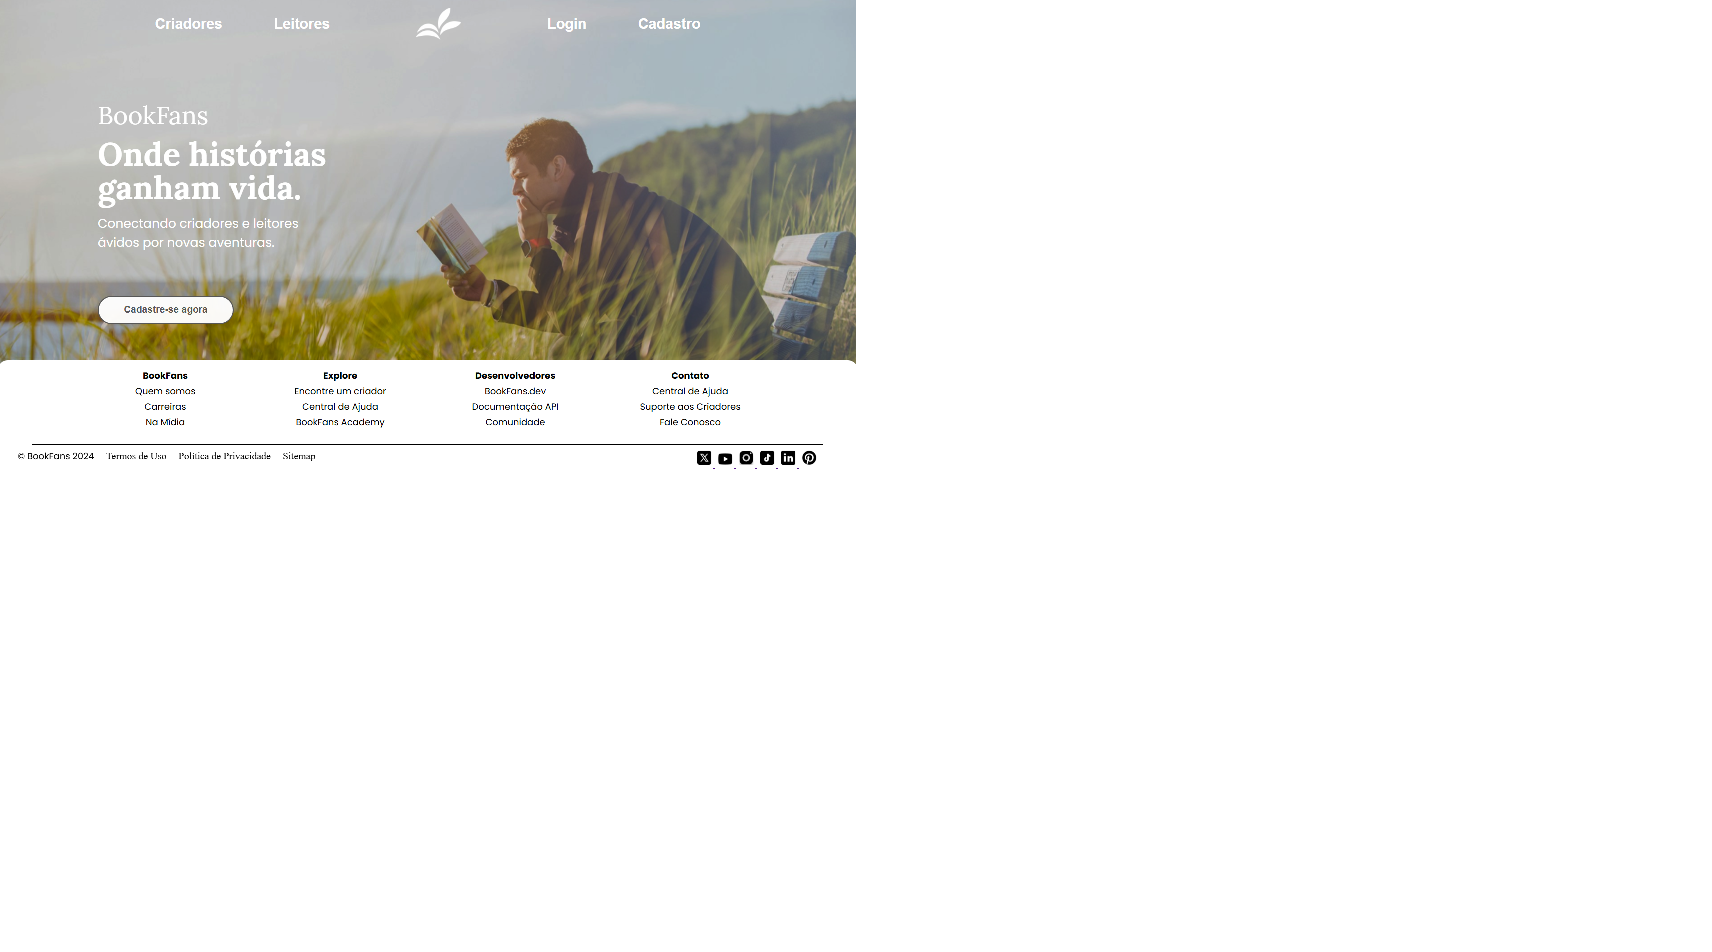 Criadores Leitores Login Cadastro
BookFans
Onde histórias
ganham vida.
Conectando criadores e leitores
ávidos por novas aventuras.
Cadastre-se agora
BookFans Explore Desenvolvedores Contato
Quem somos Encontre um criador BookFans.dev Central de Ajuda
Carreiras Central de Ajuda Documentação API Suporte aos Criadores
Na Mídia BookFans Academy Comunidade Fale Conosco
© BookFans 2024 Termos de Uso Política de Privacidade Sitemap